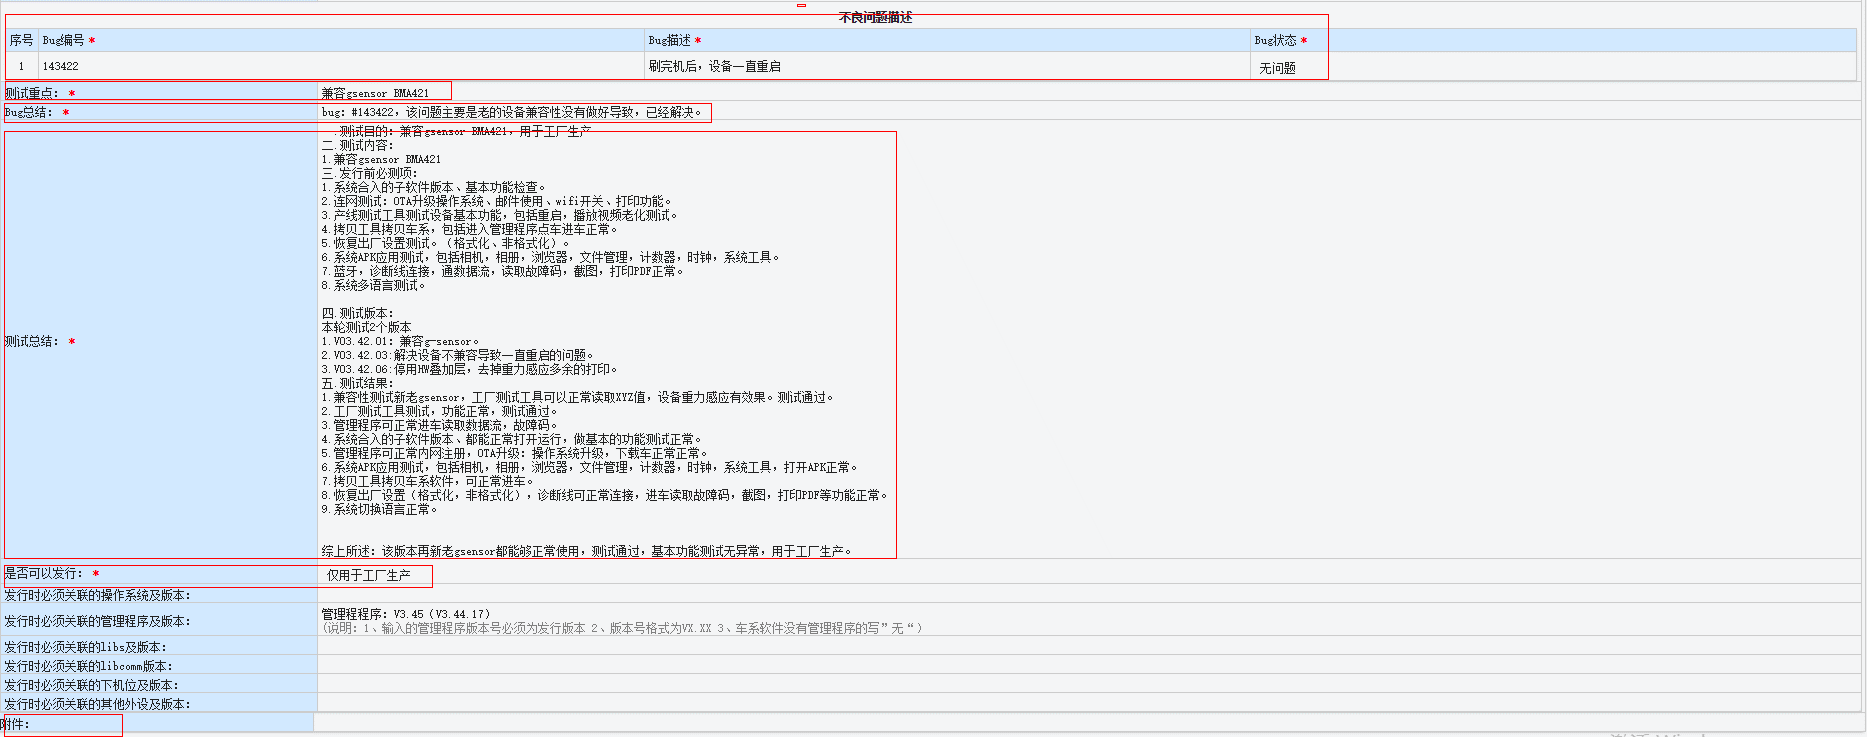 不良问题描述
序号 Bug编号 * Bug描述 * Bug状态 *
1 143422 刷完机后，设备一直重启 无问题
测试重点： * 兼容gsensor BMA421
Bug总结： * bug：#143422，该问题主要是老的设备兼容性没有做好导致，已经解决。
测试总结： *
.测试目的：兼容gsensor BMA421，用于工厂生产
二.测试内容：
1.兼容gsensor BMA421
三.发行前必测项：
1.系统合入的子软件版本、基本功能检查。
2.连网测试：OTA升级操作系统、邮件使用、wifi开关、打印功能。
3.产线测试工具测试设备基本功能，包括重启，播放视频老化测试。
4.拷贝工具拷贝车系，包括进入管理程序点车进车正常。
5.恢复出厂设置测试。（格式化、非格式化）。
6.系统APK应用测试，包括相机，相册，浏览器，文件管理，计数器，时钟，系统工具。
7.蓝牙，诊断线连接，通数据流，读取故障码，截图，打印PDF正常。
8.系统多语言测试。
四.测试版本：
本轮测试2个版本
1.V03.42.01：兼容g-sensor。
2.V03.42.03:解决设备不兼容导致一直重启的问题。
3.V03.42.06:停用HW叠加层，去掉重力感应多余的打印。
五.测试结果：
1.兼容性测试新老gsensor，工厂测试工具可以正常读取XYZ值，设备重力感应有效果。测试通过。
2.工厂测试工具测试，功能正常，测试通过。
3.管理程序可正常进车读取数据流，故障码。
4.系统合入的子软件版本、都能正常打开运行，做基本的功能测试正常。
5.管理程序可正常内网注册，OTA升级：操作系统升级，下载车正常正常。
6.系统APK应用测试，包括相机，相册，浏览器，文件管理，计数器，时钟，系统工具，打开APK正常。
7.拷贝工具拷贝车系软件，可正常进车。
8.恢复出厂设置（格式化，非格式化），诊断线可正常连接，进车读取故障码，截图，打印PDF等功能正常。
9.系统切换语言正常。
综上所述：该版本再新老gsensor都能够正常使用，测试通过，基本功能测试无异常，用于工厂生产。
是否可以发行： * 仅用于工厂生产
发行时必须关联的操作系统及版本：
发行时必须关联的管理程序及版本： 管理程程序：V3.45（V3.44.17）
(说明：1、输入的管理程序版本号必须为发行版本 2、版本号格式为VX.XX 3、车系软件没有管理程序的写”无“）
发行时必须关联的libs及版本：
发行时必须关联的libcomm版本：
发行时必须关联的下机位及版本：
发行时必须关联的其他外设及版本：
附件：